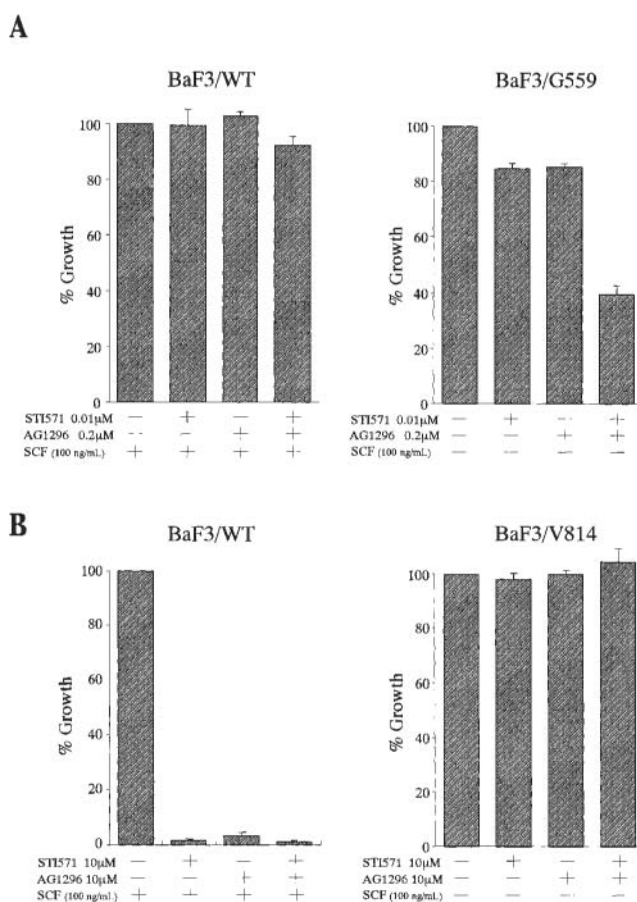 A
BaF3/WT
BaF3/G559
% Growth
100
80
60
40
20
0
% Growth
100
80
60
40
20
0
STI571 0.01μM — + — +
AG1296 0.2μM — — + +
SCF (100 ng/mL) + + + +
STI571 0.01μM — + — +
AG1296 0.2μM — — + +
SCF (100 ng/mL) — — — —
B
BaF3/WT
BaF3/V814
% Growth
100
80
60
40
20
0
% Growth
100
80
60
40
20
0
STI571 10μM — + — +
AG1296 10μM — — + +
SCF (100 ng/mL) + + + +
STI571 10μM — + — +
AG1296 10μM — — + +
SCF (100 ng/mL) — — — —